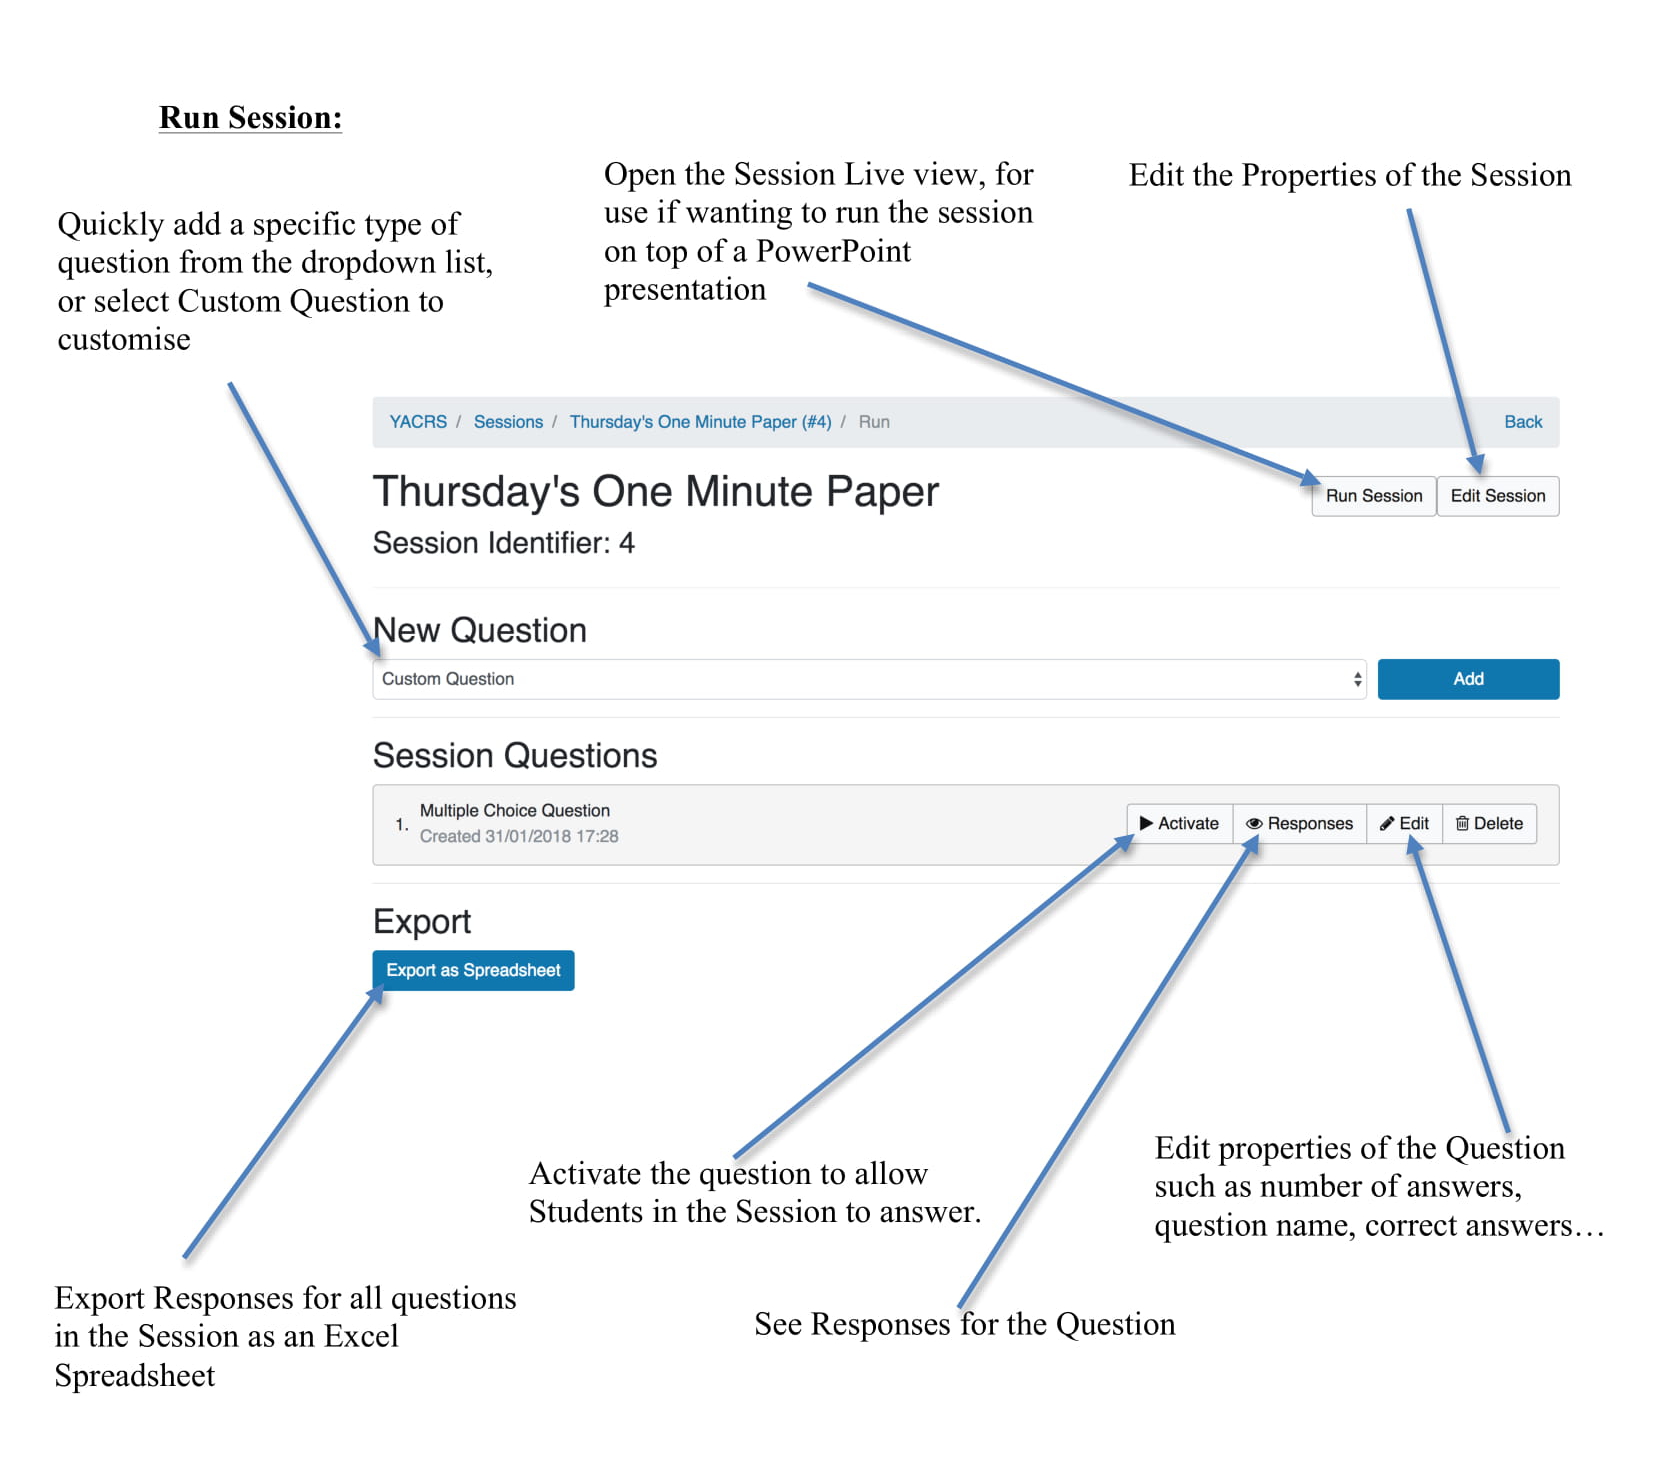 Run Session:
Quickly add a specific type of
question from the dropdown list,
or select Custom Question to
customise
Open the Session Live view, for
use if wanting to run the session
on top of a PowerPoint
presentation
Edit the Properties of the Session
YACRS / Sessions / Thursday's One Minute Paper (#4) / Run
Back
Thursday's One Minute Paper
Run Session
Edit Session
Session Identifier: 4
New Question
Custom Question
Add
Session Questions
1.
Multiple Choice Question
Created 31/01/2018 17:28
Activate
Responses
Edit
Delete
Export
Export as Spreadsheet
Activate the question to allow
Students in the Session to answer.
Edit properties of the Question
such as number of answers,
question name, correct answers…
Export Responses for all questions
in the Session as an Excel
Spreadsheet
See Responses for the Question